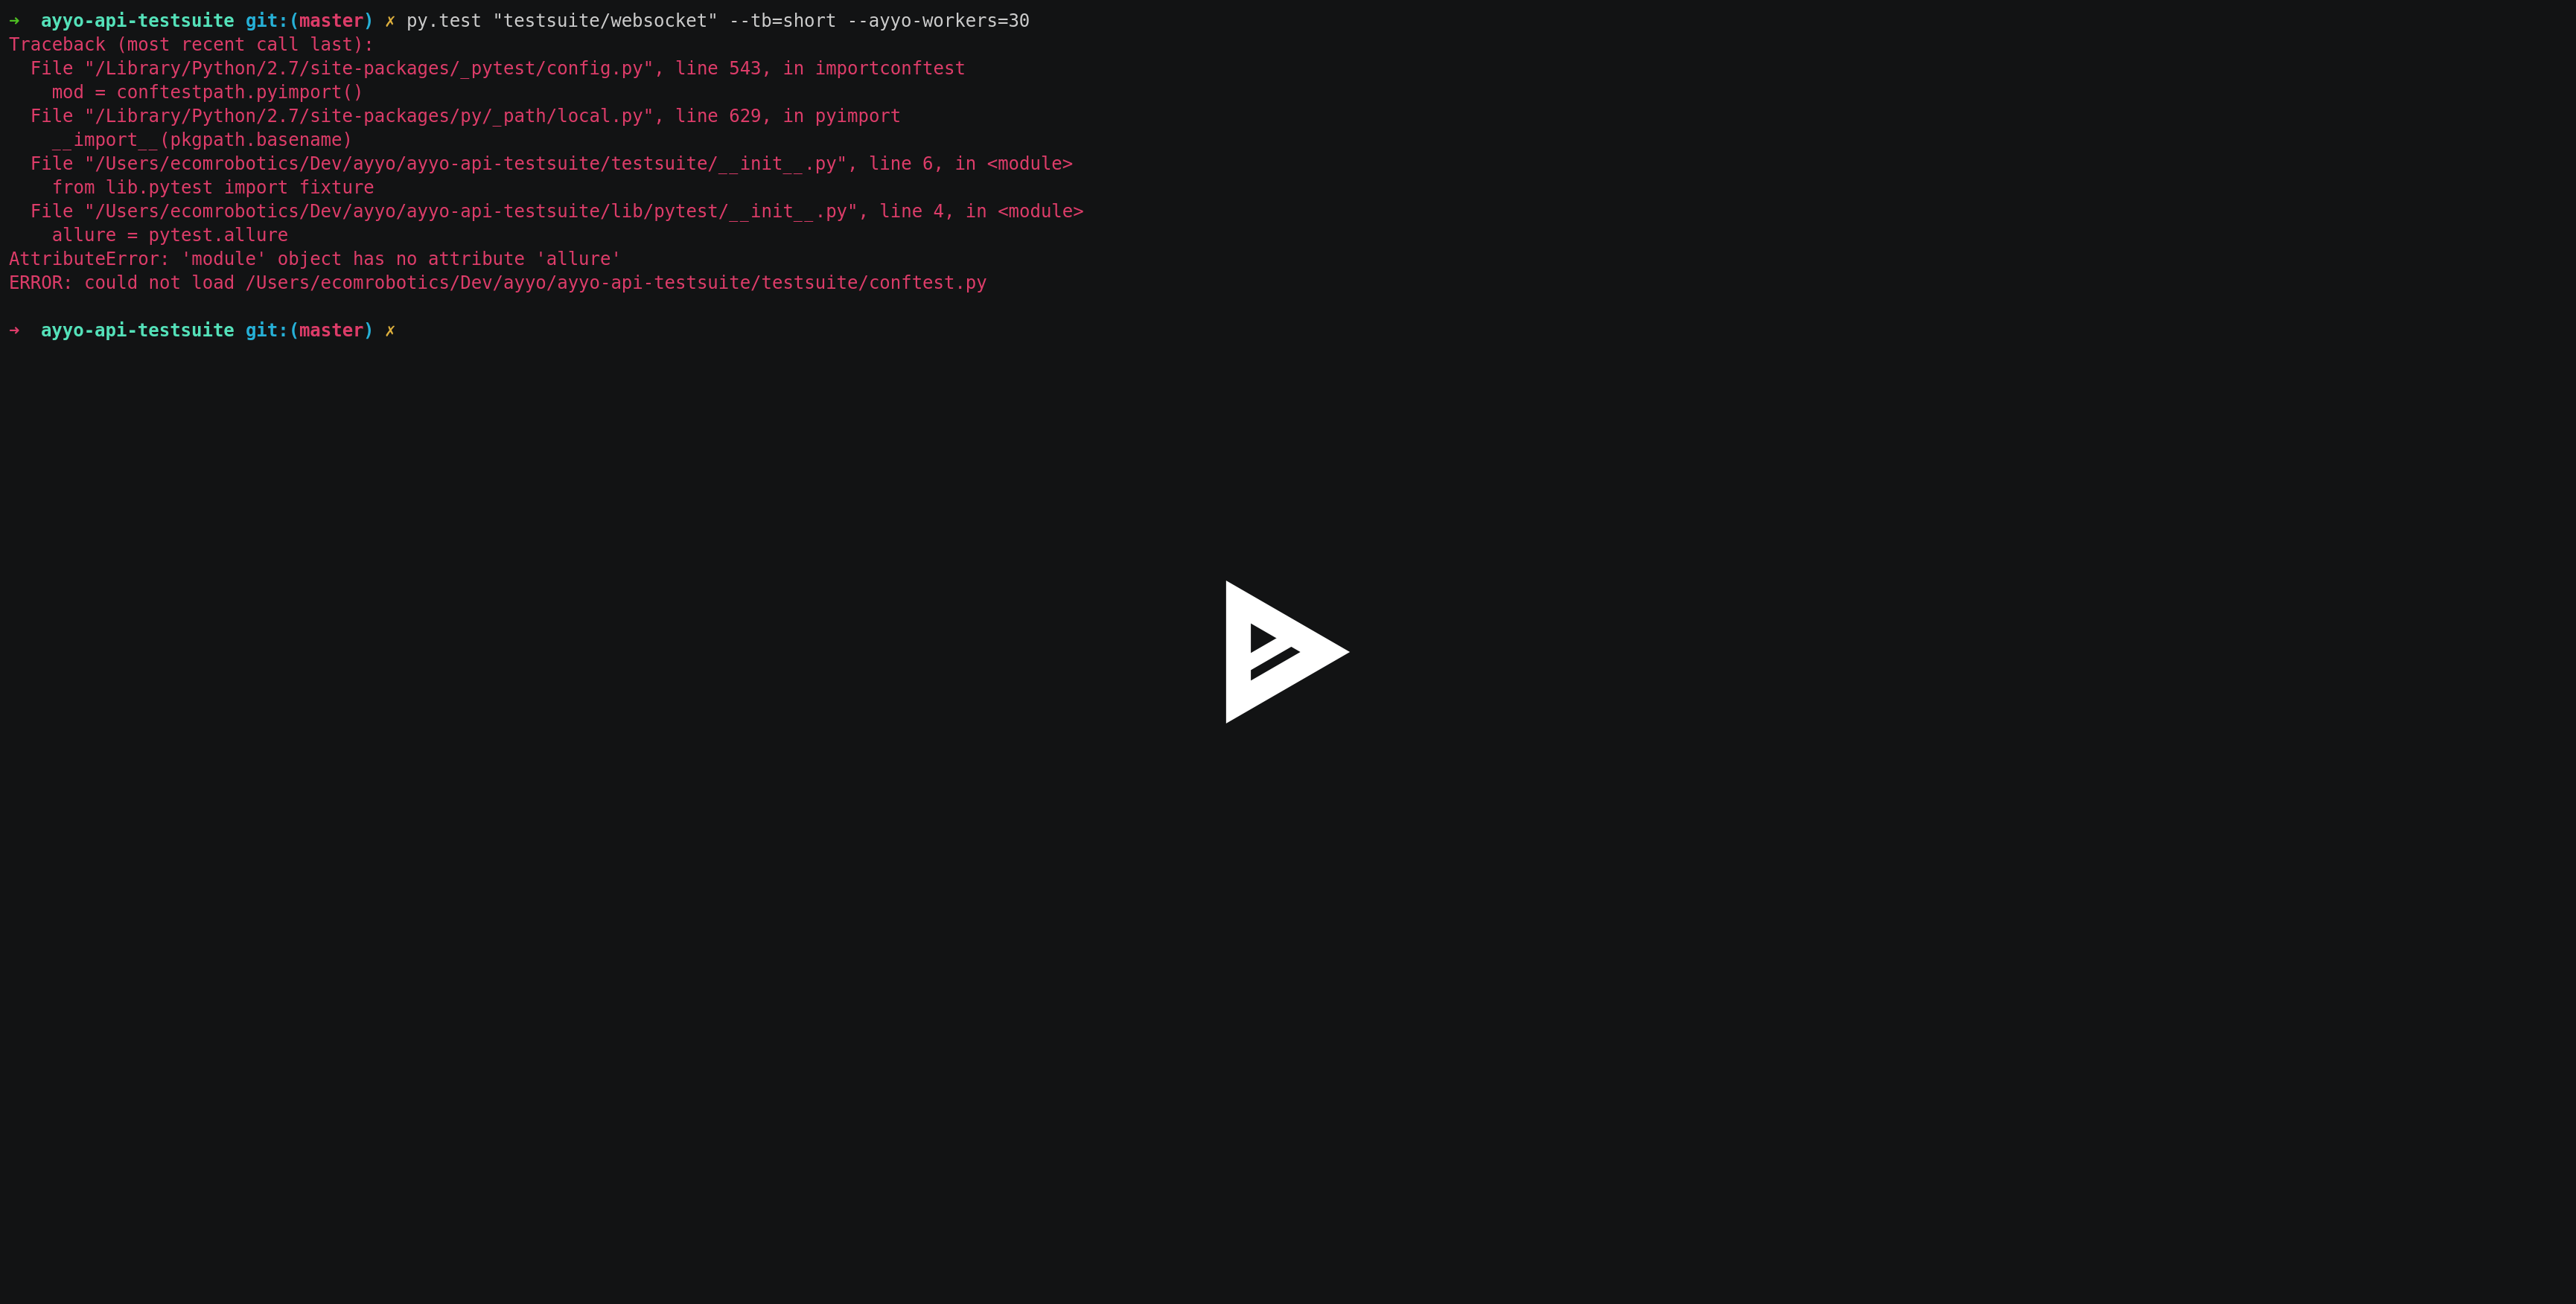 ➜  ayyo-api-testsuite git:(master) ✗ py.test "testsuite/websocket" --tb=short --ayyo-workers=30
Traceback (most recent call last):
  File "/Library/Python/2.7/site-packages/_pytest/config.py", line 543, in importconftest
    mod = conftestpath.pyimport()
  File "/Library/Python/2.7/site-packages/py/_path/local.py", line 629, in pyimport
    __import__(pkgpath.basename)
  File "/Users/ecomrobotics/Dev/ayyo/ayyo-api-testsuite/testsuite/__init__.py", line 6, in <module>
    from lib.pytest import fixture
  File "/Users/ecomrobotics/Dev/ayyo/ayyo-api-testsuite/lib/pytest/__init__.py", line 4, in <module>
    allure = pytest.allure
AttributeError: 'module' object has no attribute 'allure'
ERROR: could not load /Users/ecomrobotics/Dev/ayyo/ayyo-api-testsuite/testsuite/conftest.py
➜  ayyo-api-testsuite git:(master) ✗